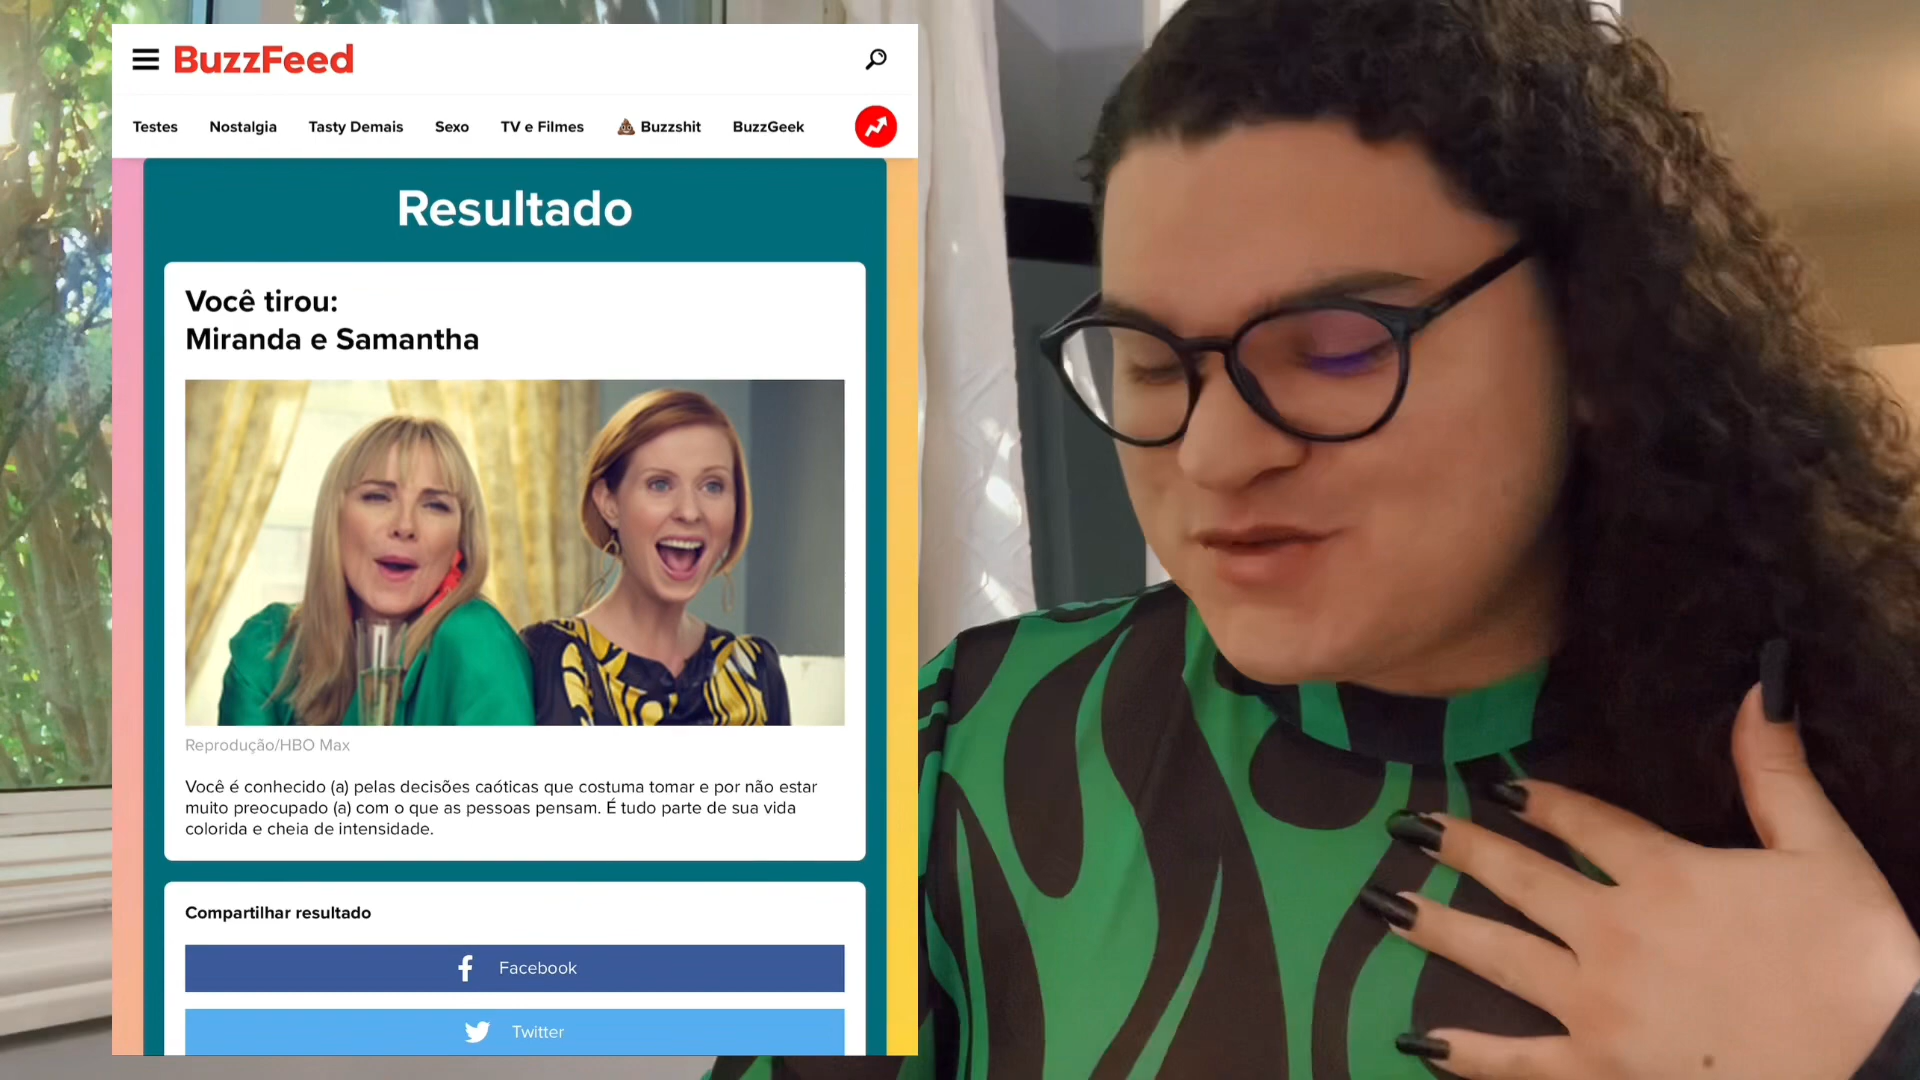 BuzzFeed
Testes Nostalgia Tasty Demais Sexo TV e Filmes Buzzshit BuzzGeek
Resultado
Você tirou:
Miranda e Samantha
Reprodução/HBO Max
Você é conhecido (a) pelas decisões caóticas que costuma tomar e por não estar
muito preocupado (a) com o que as pessoas pensam. É tudo parte de sua vida
colorida e cheia de intensidade.
Compartilhar resultado
Facebook
Twitter